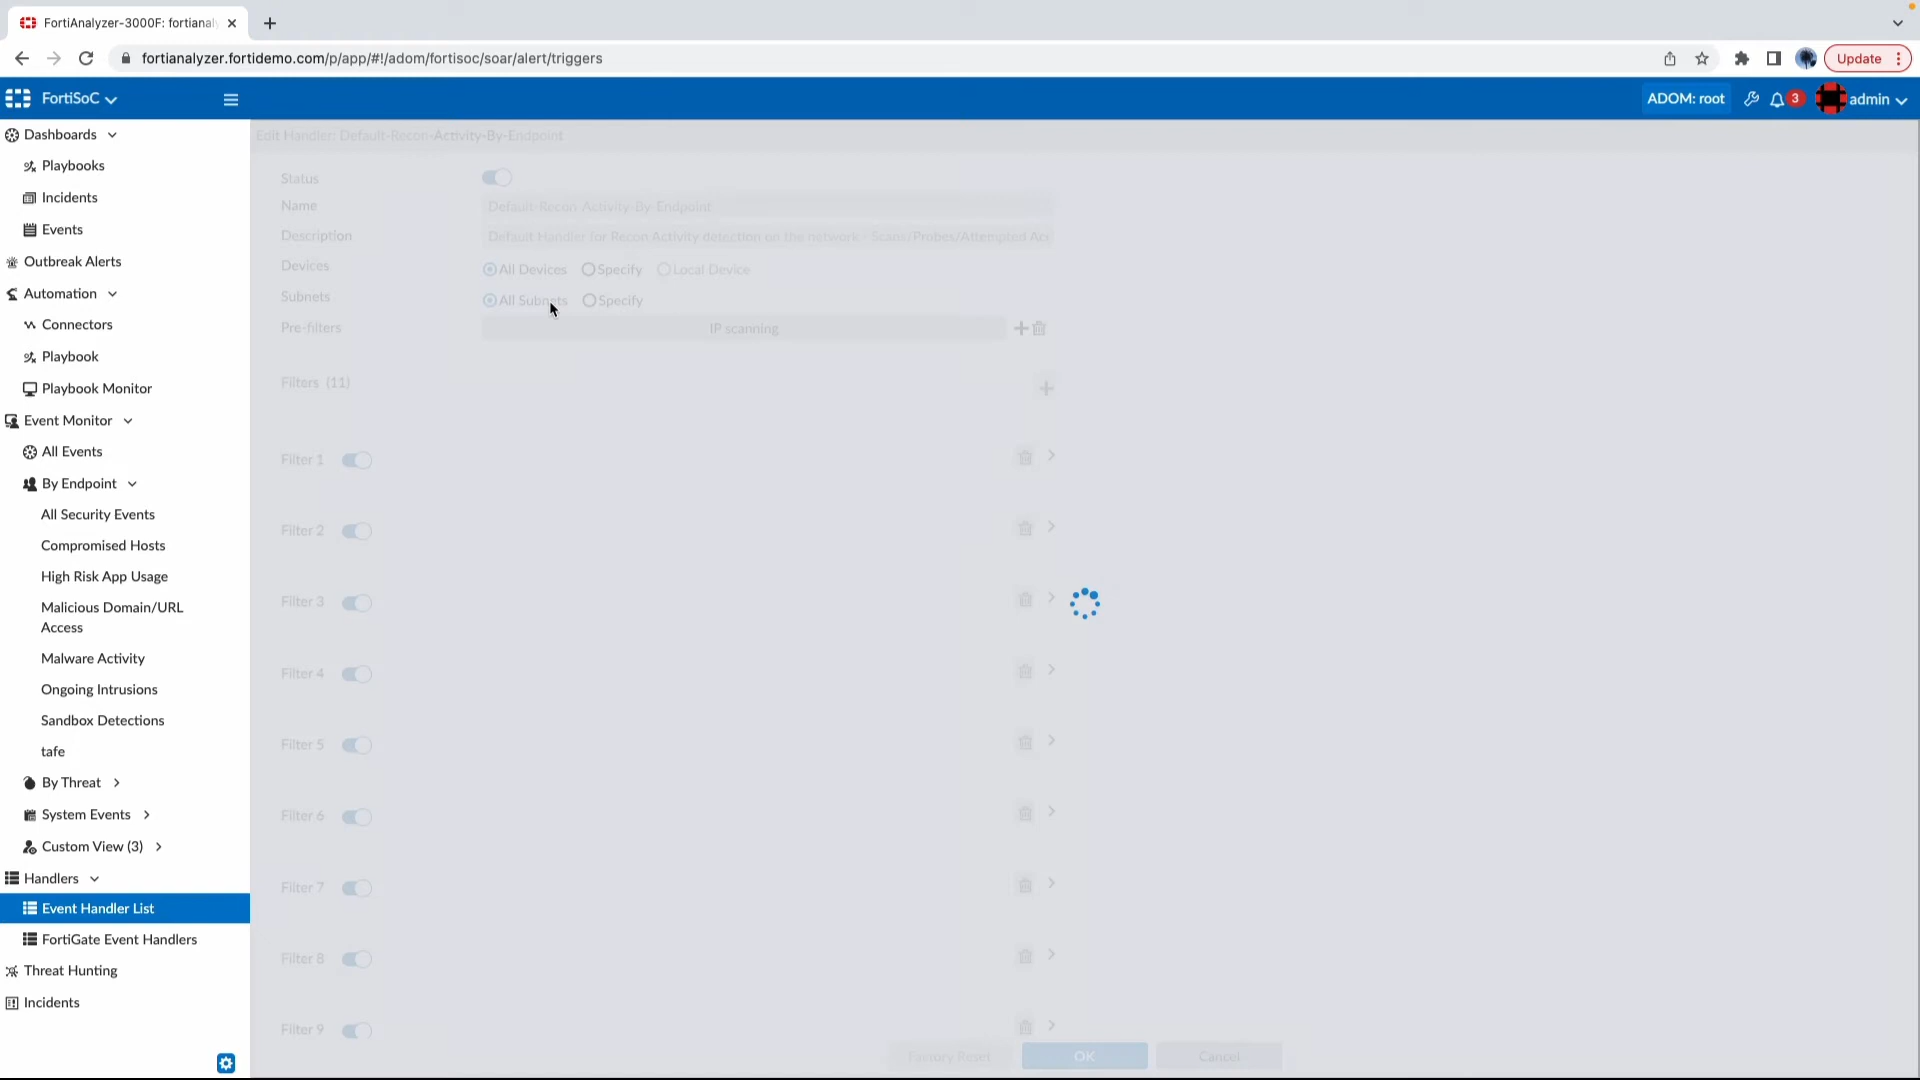 FortiAnalyzer-3000F: fortianaly
fortianalyzer.fortidemo.com/p/app/#!/adom/fortisoc/soar/alert/triggers
Update
FortiSoC
ADOM: root
3
admin
Dashboards
Playbooks
Incidents
Events
Outbreak Alerts
Automation
Connectors
Playbook
Playbook Monitor
Event Monitor
All Events
By Endpoint
All Security Events
Compromised Hosts
High Risk App Usage
Malicious Domain/URL
Access
Malware Activity
Ongoing Intrusions
Sandbox Detections
tafe
By Threat
System Events
Custom View (3)
Handlers
Event Handler List
FortiGate Event Handlers
Threat Hunting
Incidents
Edit Handler: Default-Recon-Activity-By-Endpoint
Status
Name Default-Recon-Activity-By-Endpoint
Description Default Handler for Recon Activity detection on the network - Scans/Probes/Attempted Acc
Devices All Devices Specify Local Device
Subnets All Subnets Specify
Pre-filters IP scanning
Filters (11)
Filter 1
Filter 2
Filter 3
Filter 4
Filter 5
Filter 6
Filter 7
Filter 8
Filter 9
Factory Reset OK Cancel